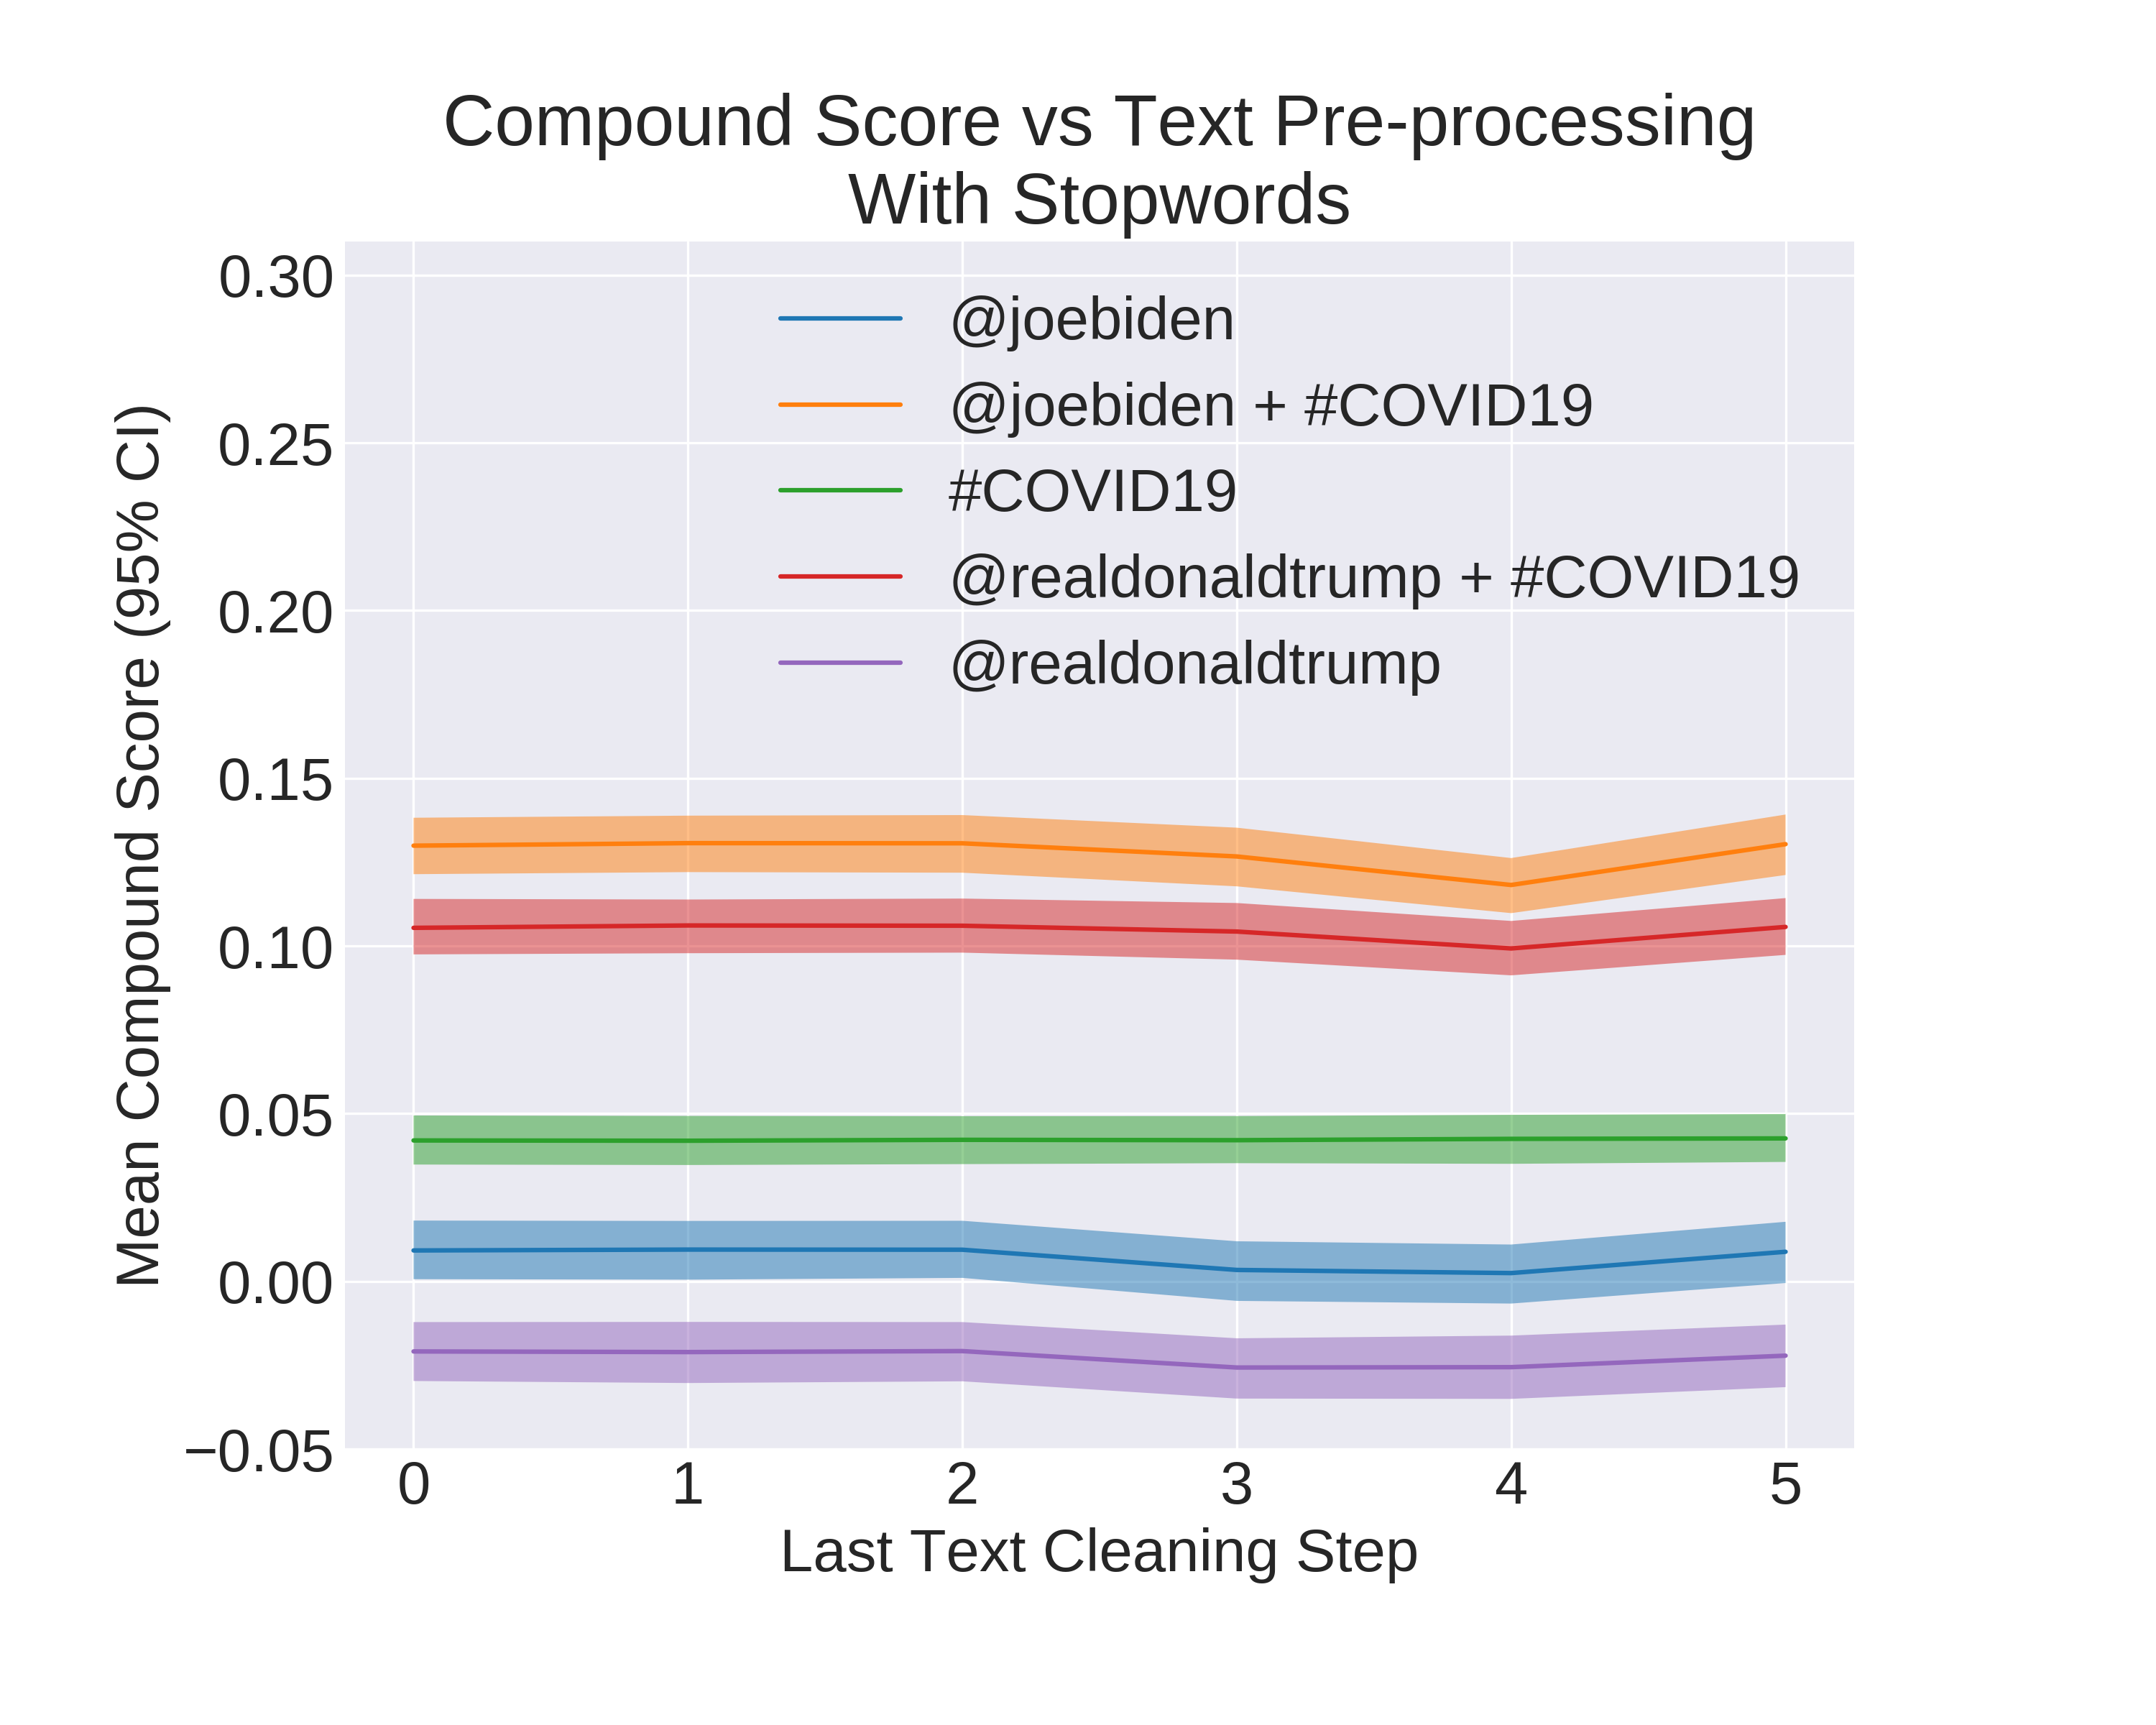 Compound Score vs Text Pre-processing
With Stopwords
Mean Compound Score (95% CI)
0.30
0.25
0.20
0.15
0.10
0.05
0.00
−0.05
@joebiden
@joebiden + #COVID19
#COVID19
@realdonaldtrump + #COVID19
@realdonaldtrump
0 1 2 3 4 5
Last Text Cleaning Step